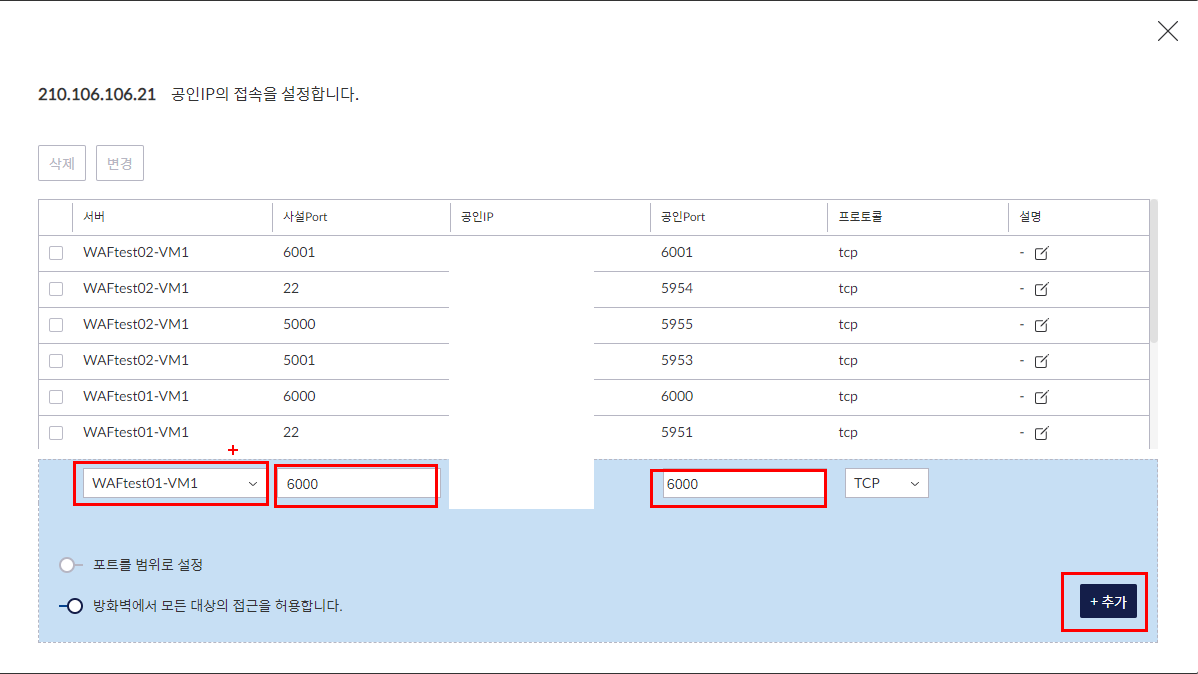 210.106.106.21 공인IP의 접속을 설정합니다.
삭제 변경
서버 사설Port 공인IP 공인Port 프로토콜 설명
WAFtest02-VM1 6001 6001 tcp -
WAFtest02-VM1 22 5954 tcp -
WAFtest02-VM1 5000 5955 tcp -
WAFtest02-VM1 5001 5953 tcp -
WAFtest01-VM1 6000 6000 tcp -
WAFtest01-VM1 22 5951 tcp -
WAFtest01-VM1 6000 6000 TCP
포트를 범위로 설정
방화벽에서 모든 대상의 접근을 허용합니다.
+ 추가